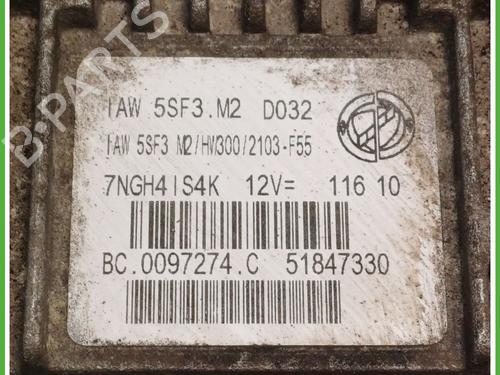 IAW 5SF3.M2 D032
IAW 5SF3 M2/HW300/2103-F55
7NGH4IS4K 12V= 116 10
BC.0097274.C 51847330
B-PARTS